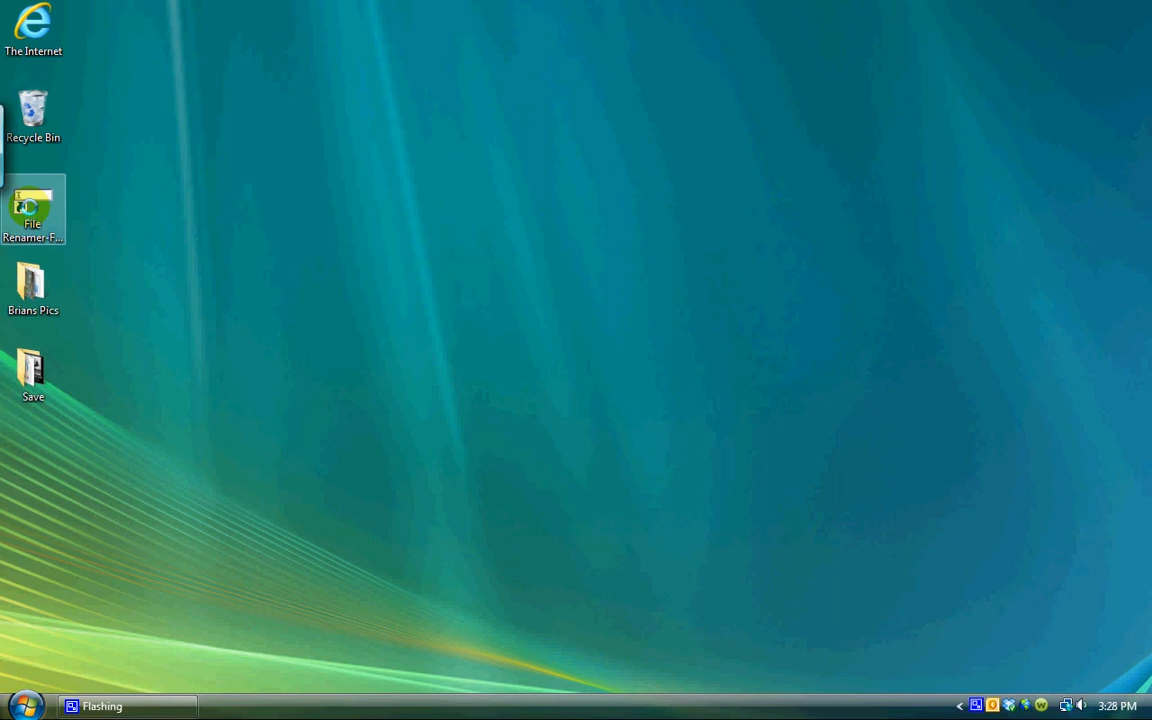 The Internet
Recycle Bin
File
Renamer-F...
Brians Pics
Save
Flashing
3:28 PM